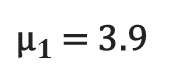 μ₁ = 3.9